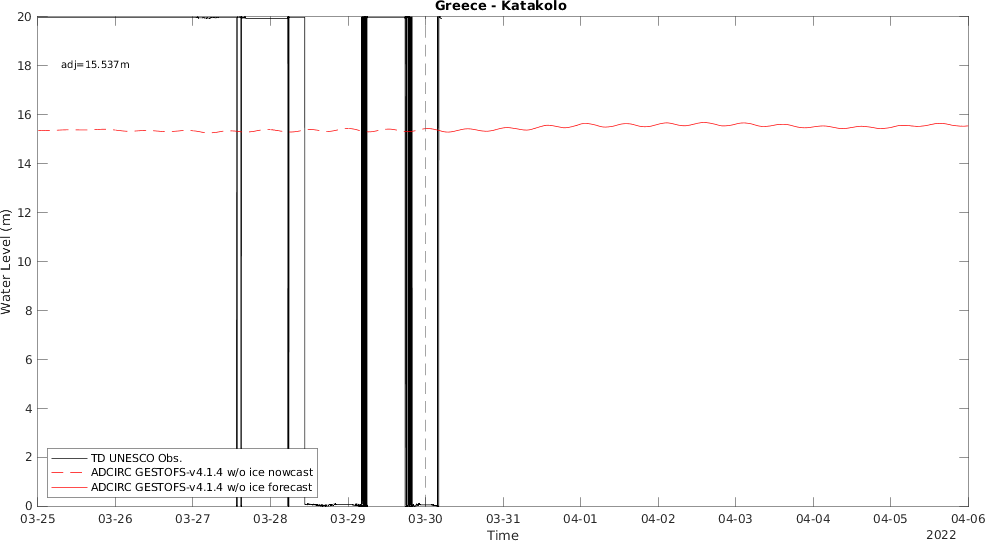 Greece - Katakolo
20
18
16
14
12
10
8
6
4
2
0
Water Level (m)
adj=15.537m
TD UNESCO Obs.
ADCIRC GESTOFS-v4.1.4 w/o ice nowcast
ADCIRC GESTOFS-v4.1.4 w/o ice forecast
03-25 03-26 03-27 03-28 03-29 03-30 03-31 04-01 04-02 04-03 04-04 04-05 04-06
Time
2022